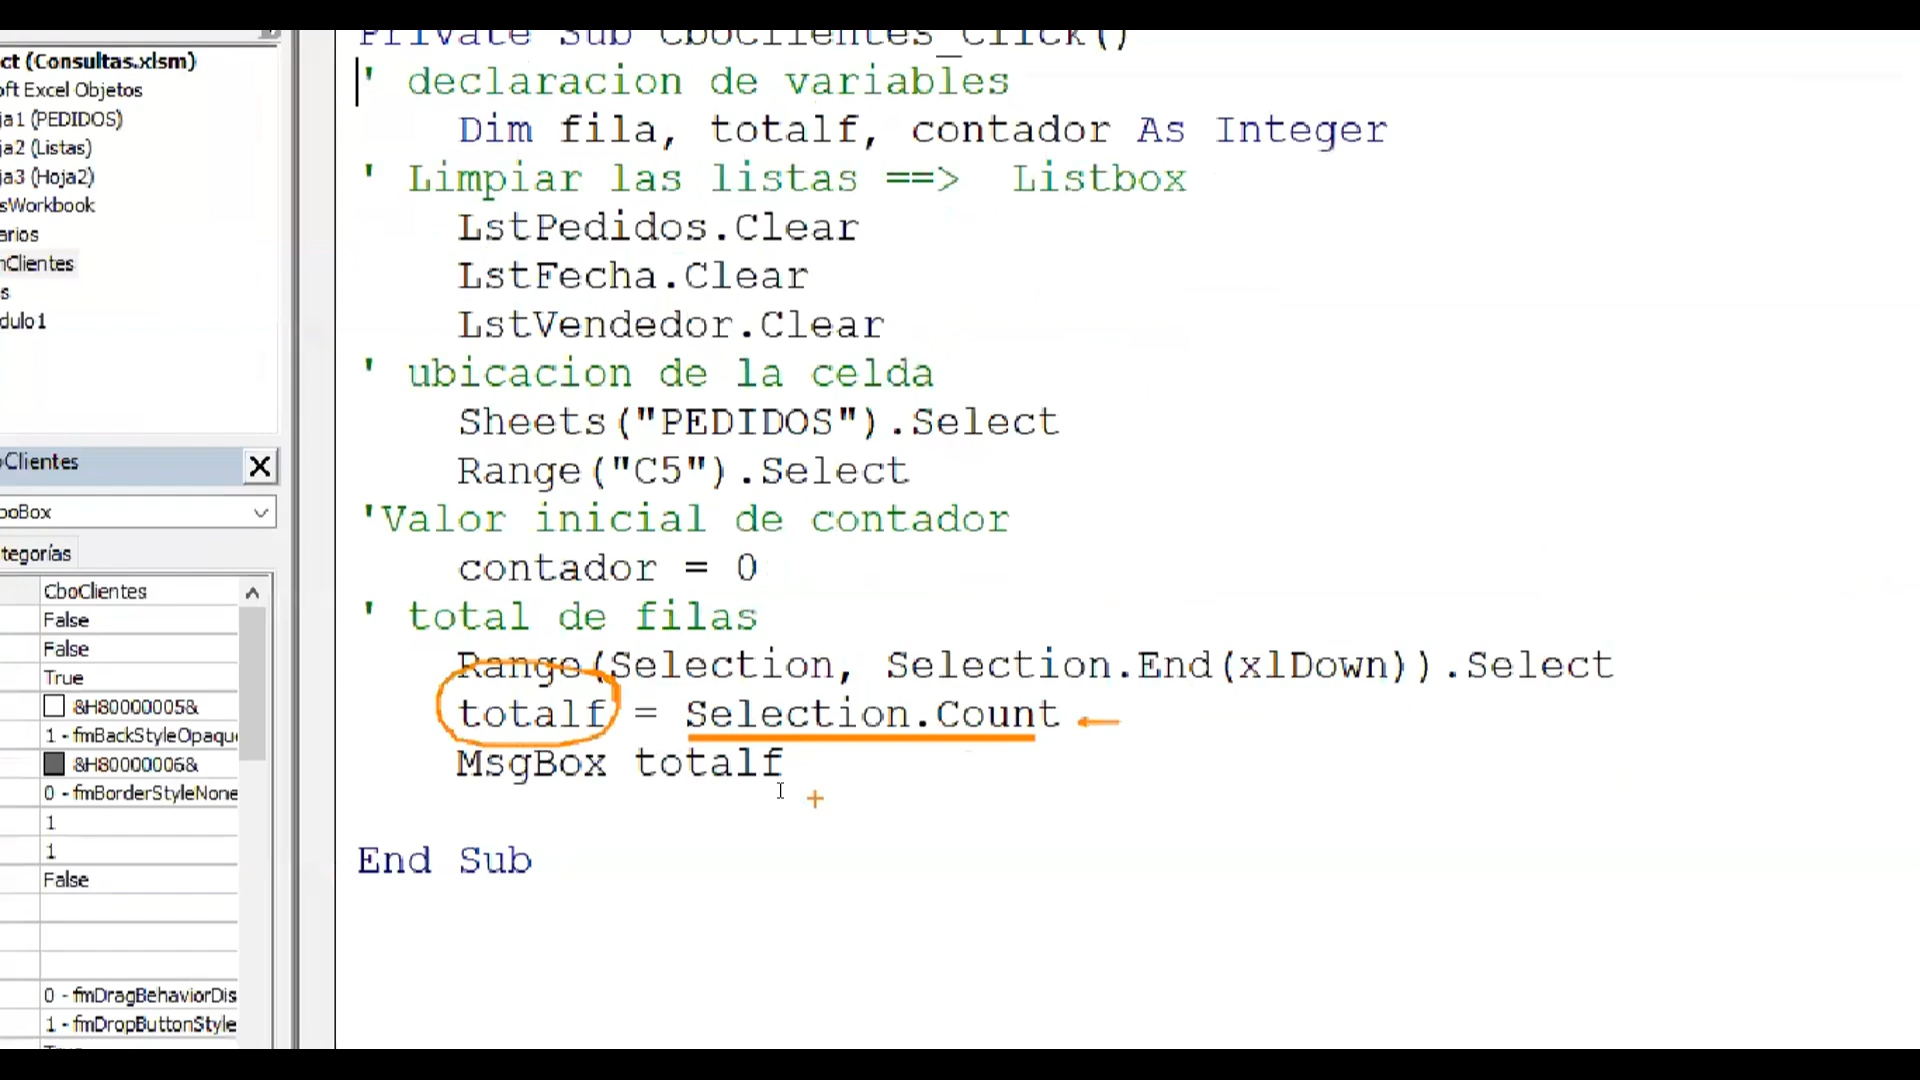 ct (Consultas.xlsm)
oft Excel Objetos
ja1 (PEDIDOS)
ja2 (Listas)
ja3 (Hoja2)
sWorkbook
arios
nClientes
s
dulo1
oClientes
boBox
tegorías
CboClientes
False
False
True
&H80000005&
1 - fmBackStyleOpaqu
&H80000006&
0 - fmBorderStyleNone
1
1
False
0 - fmDragBehaviorDis
1 - fmDropButtonStyle
Private Sub CboClientes_Click()
' declaracion de variables
Dim fila, totalf, contador As Integer
' Limpiar las listas ==> Listbox
LstPedidos.Clear
LstFecha.Clear
LstVendedor.Clear
' ubicacion de la celda
Sheets("PEDIDOS").Select
Range("C5").Select
'Valor inicial de contador
contador = 0
' total de filas
Range(Selection, Selection.End(xlDown)).Select
totalf = Selection.Count
MsgBox totalf
End Sub